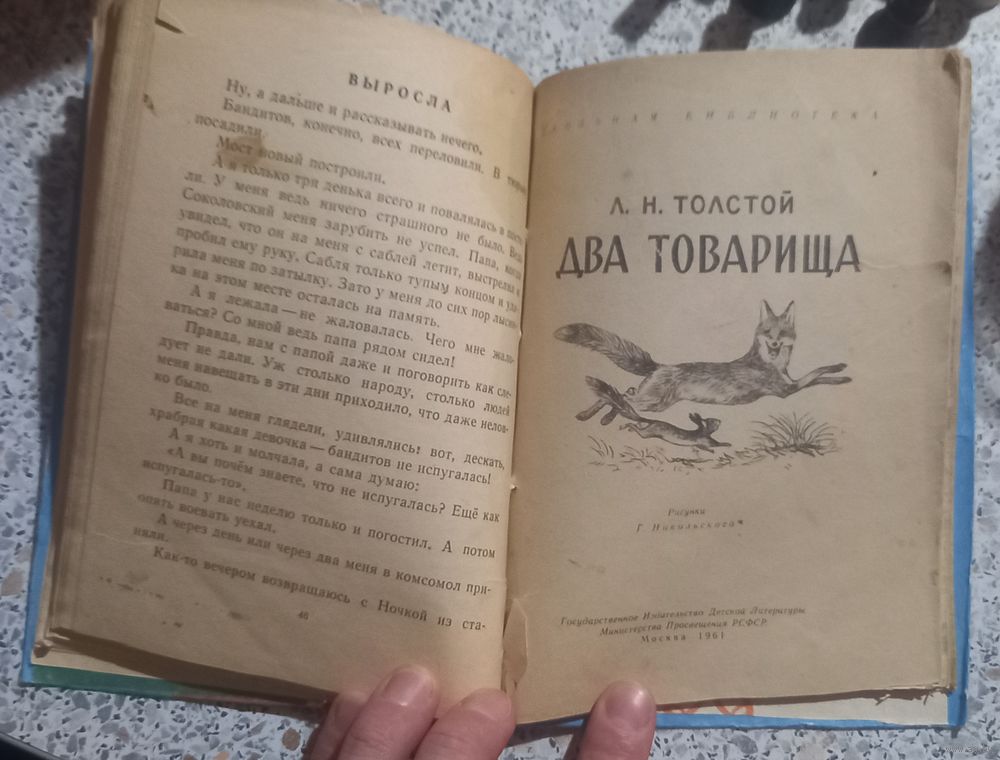 ВЫРОСЛА
Ну, а дальше и рассказывать нечего.
Бандитов, конечно, всех переловили. В
посадили.
Мост новый построили.
А я только три денька всего и повалялась в
ли. У меня ведь ничего страшного не было. Ведь
Соколовский меня зарубить не успел. Папа, когда
увидел, что он на меня с саблей летит, выстрелил и
пробил ему руку. Сабля только тупым концом и уда-
рила меня по затылку. Зато у меня до сих пор лысин-
ка на этом месте осталась на память.
А я лежала — не жаловалась. Чего мне жало-
ваться? Со мной ведь папа рядом сидел!
Правда, нам с папой даже и поговорить как сле-
дует не дали. Уж столько народу, столько людей
меня навещать в эти дни приходило, что даже нелов-
ко было.
Все на меня глядели, удивлялись: вот, дескать,
храбрая какая девочка — бандитов не испугалась!
А я хоть и молчала, а сама думаю:
«А вы почём знаете, что не испугалась? Ещё как
испугалась-то».
Папа у вас неделю только и погостил. А потом
опять воевать уехал.
А через день или через два меня в комсомол при-
няли.
Как-то вечером возвращаюсь с Ночкой из ста-
46
БИБЛИОТЕКА
Л. Н. ТОЛСТОЙ
ДВА ТОВАРИЩА
Рисунки
Г. Никольского
Государственное Издательство Детской Литературы
Министерства Просвещения РСФСР
Москва 1961